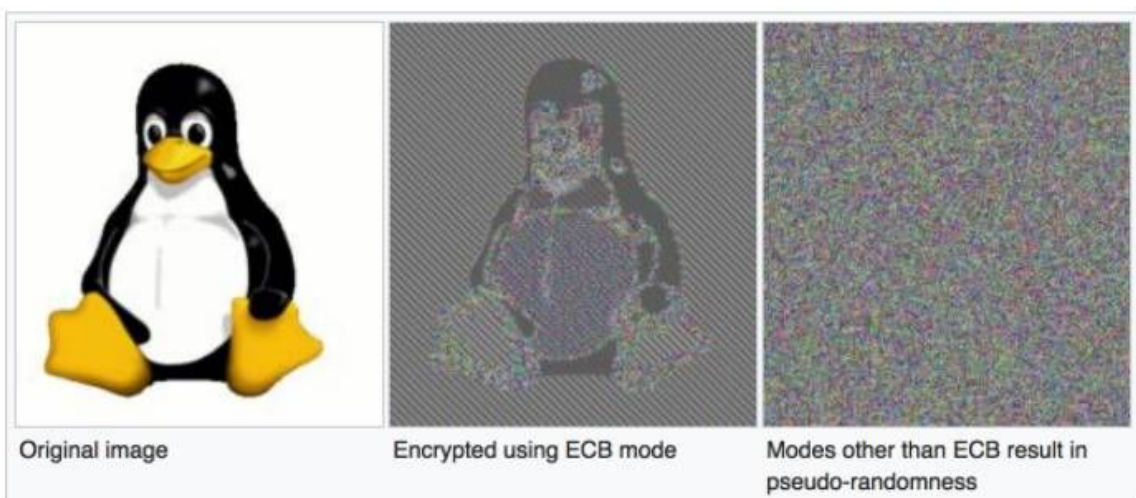 Original image
Encrypted using ECB mode
Modes other than ECB result in
pseudo-randomness